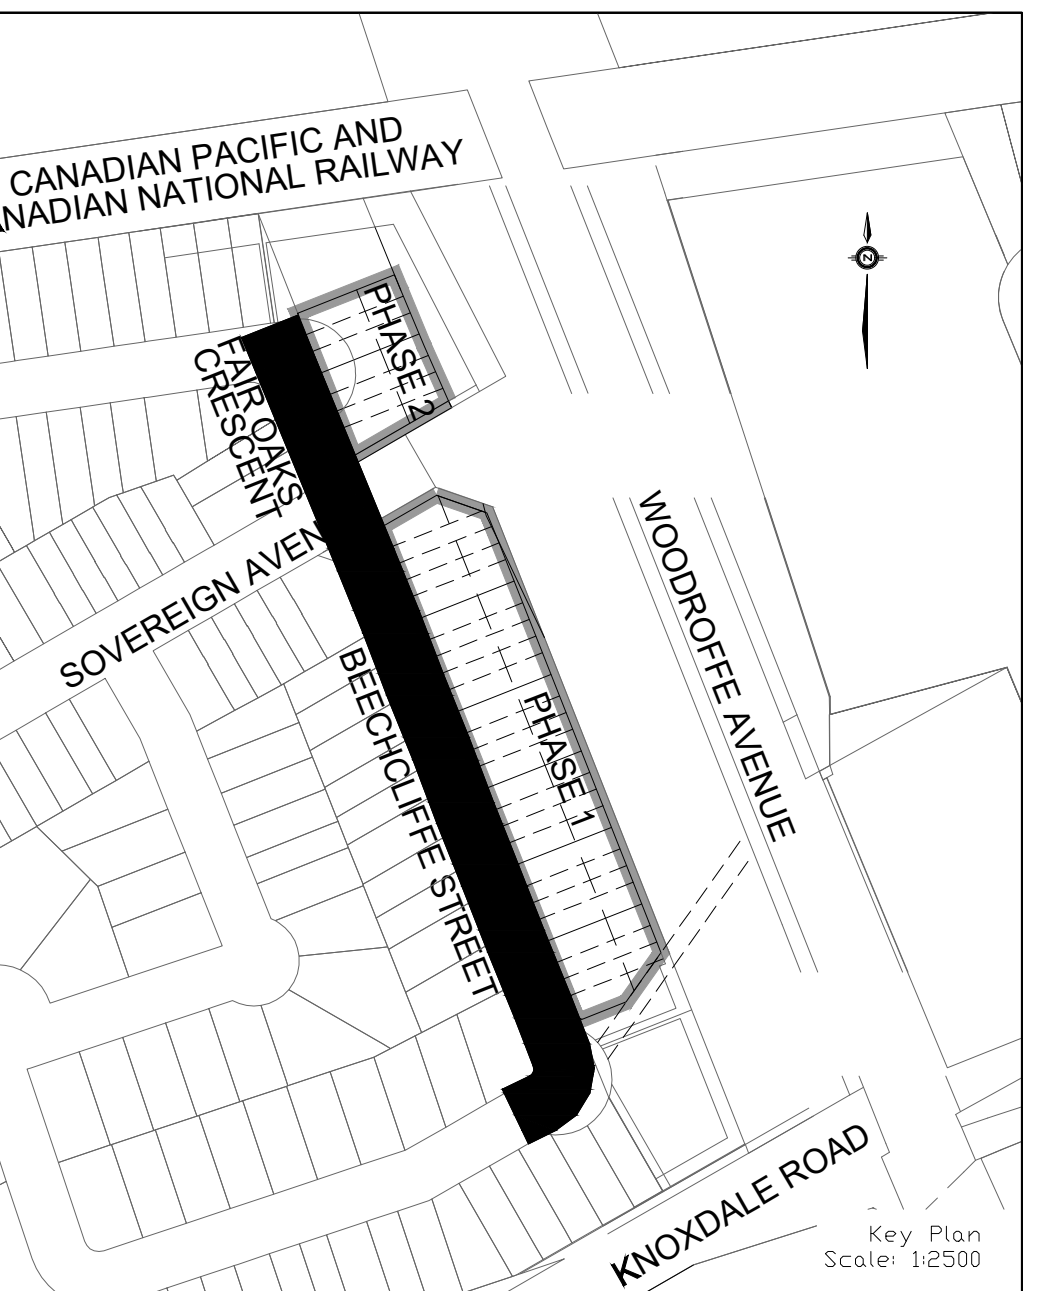 CANADIAN PACIFIC AND
ANADIAN NATIONAL RAILWAY
N
PHASE 2
FAIR OAKS
CRESCENT
SOVEREIGN AVEN
WOODROFFE AVENUE
BEECHCLIFFE STREET
PHASE 1
KNOXDALE ROAD
Key Plan
Scale: 1:2500